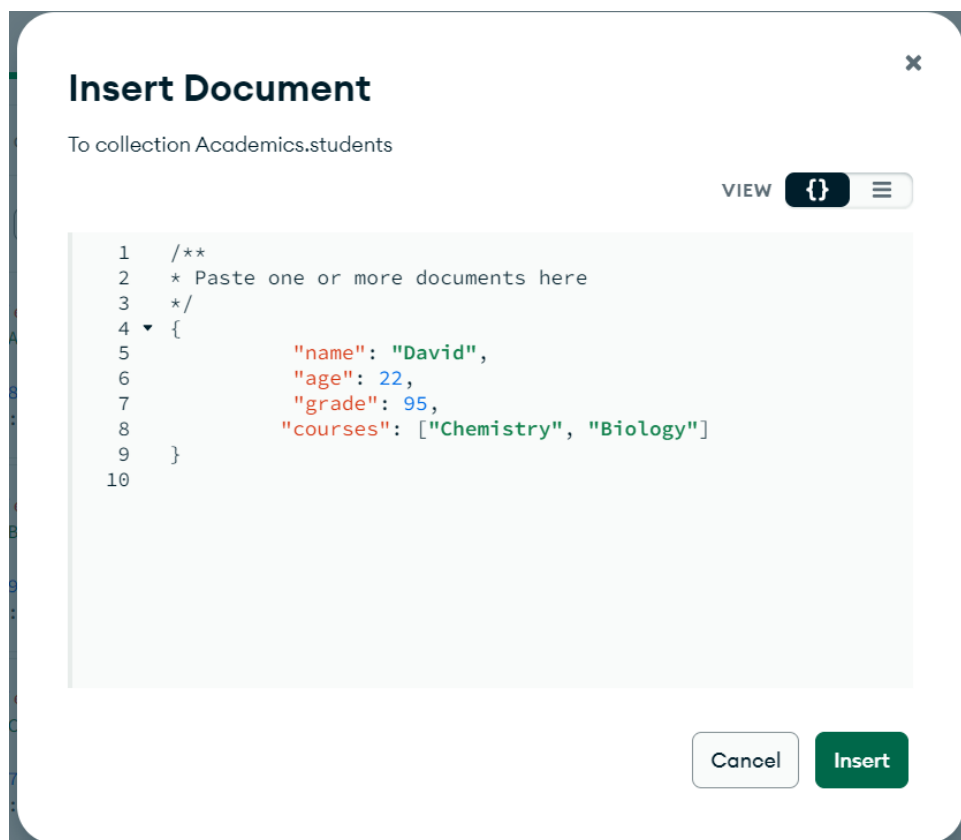 Insert Document
To collection Academics.students
VIEW {}
1 /**
2 * Paste one or more documents here
3 */
4 {
5 "name": "David",
6 "age": 22,
7 "grade": 95,
8 "courses": ["Chemistry", "Biology"]
9 }
10
Cancel Insert